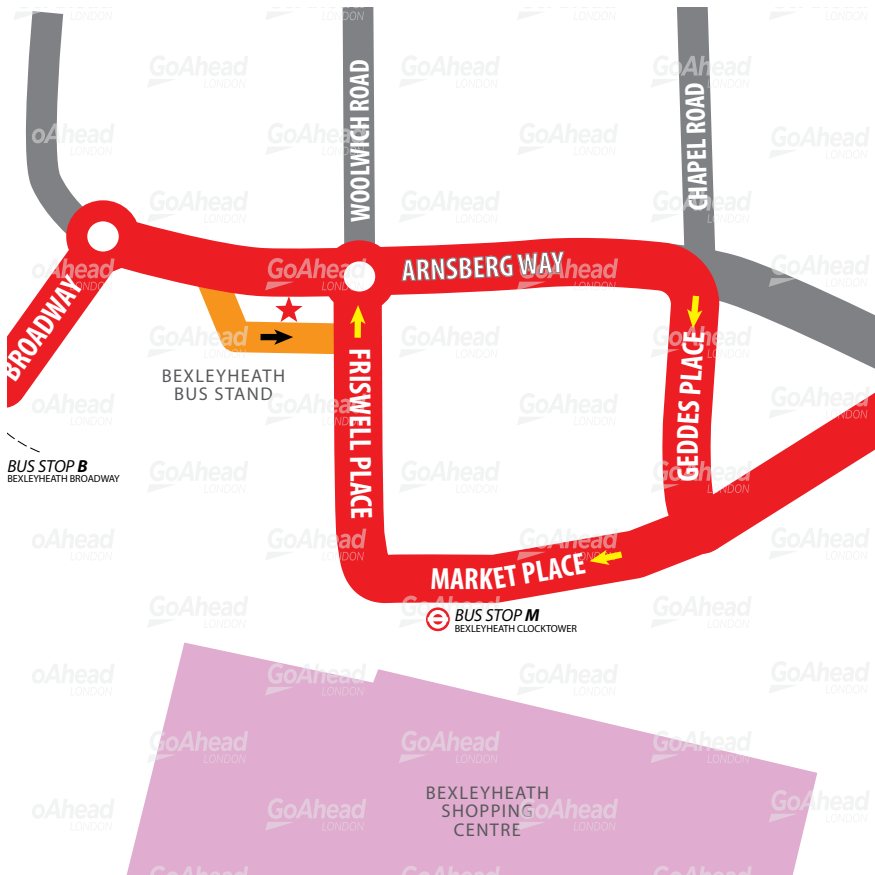 WOOLWICH ROAD
CHAPEL ROAD
ARNSBERG WAY
BROADWAY
GEDDES PLACE
FRISWELL PLACE
BEXLEYHEATH
BUS STAND
BUS STOP B
BEXLEYHEATH BROADWAY
MARKET PLACE
BUS STOP M
BEXLEYHEATH CLOCKTOWER
BEXLEYHEATH
SHOPPING
CENTRE
GoAhead
LONDON